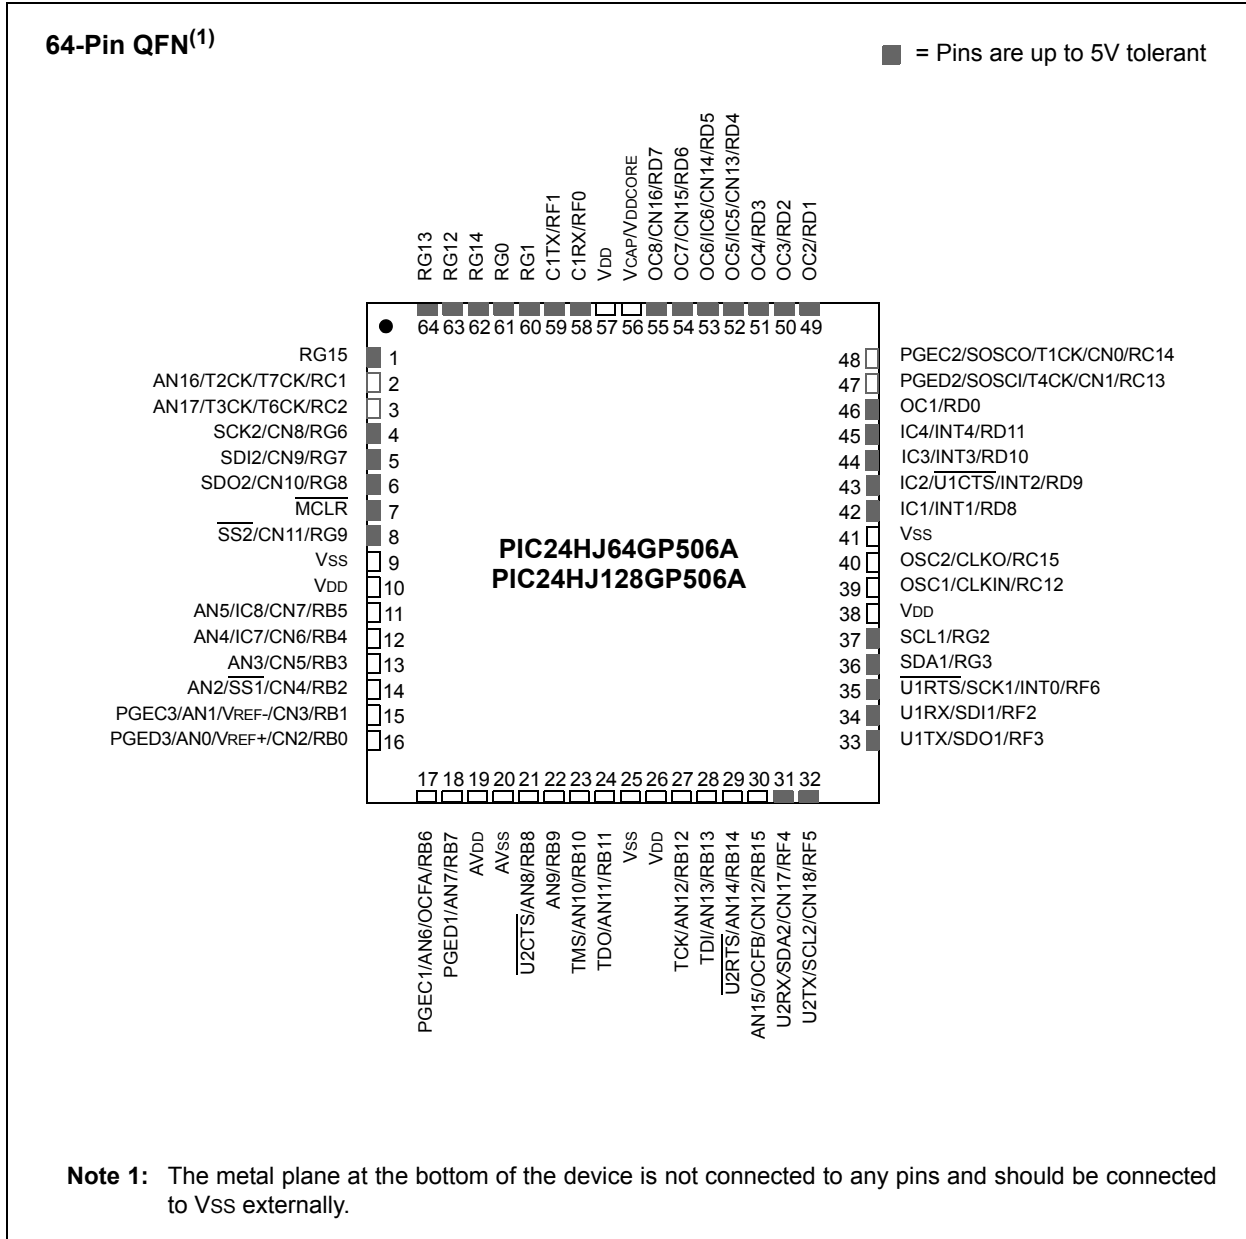 64-Pin QFN(1)
= Pins are up to 5V tolerant
RG13
RG12
RG14
RG0
RG1
C1TX/RF1
C1RX/RF0
VDD
VCAP/VDDCORE
OC8/CN16/RD7
OC7/CN15/RD6
OC6/IC6/CN14/RD5
OC5/IC5/CN13/RD4
OC4/RD3
OC3/RD2
OC2/RD1
64 63 62 61 60 59 58 57 56 55 54 53 52 51 50 49
RG15 1
AN16/T2CK/T7CK/RC1 2
AN17/T3CK/T6CK/RC2 3
SCK2/CN8/RG6 4
SDI2/CN9/RG7 5
SDO2/CN10/RG8 6
MCLR 7
SS2/CN11/RG9 8
VSS 9
VDD 10
AN5/IC8/CN7/RB5 11
AN4/IC7/CN6/RB4 12
AN3/CN5/RB3 13
AN2/SS1/CN4/RB2 14
PGEC3/AN1/VREF-/CN3/RB1 15
PGED3/AN0/VREF+/CN2/RB0 16
PIC24HJ64GP506A
PIC24HJ128GP506A
48 PGEC2/SOSCO/T1CK/CN0/RC14
47 PGED2/SOSCI/T4CK/CN1/RC13
46 OC1/RD0
45 IC4/INT4/RD11
44 IC3/INT3/RD10
43 IC2/U1CTS/INT2/RD9
42 IC1/INT1/RD8
41 VSS
40 OSC2/CLKO/RC15
39 OSC1/CLKIN/RC12
38 VDD
37 SCL1/RG2
36 SDA1/RG3
35 U1RTS/SCK1/INT0/RF6
34 U1RX/SDI1/RF2
33 U1TX/SDO1/RF3
17 18 19 20 21 22 23 24 25 26 27 28 29 30 31 32
PGEC1/AN6/OCFA/RB6
PGED1/AN7/RB7
AVDD
AVSS
U2CTS/AN8/RB8
AN9/RB9
TMS/AN10/RB10
TDO/AN11/RB11
VSS
VDD
TCK/AN12/RB12
TDI/AN13/RB13
U2RTS/AN14/RB14
AN15/OCFB/CN12/RB15
U2RX/SDA2/CN17/RF4
U2TX/SCL2/CN18/RF5
Note 1: The metal plane at the bottom of the device is not connected to any pins and should be connected
to VSS externally.